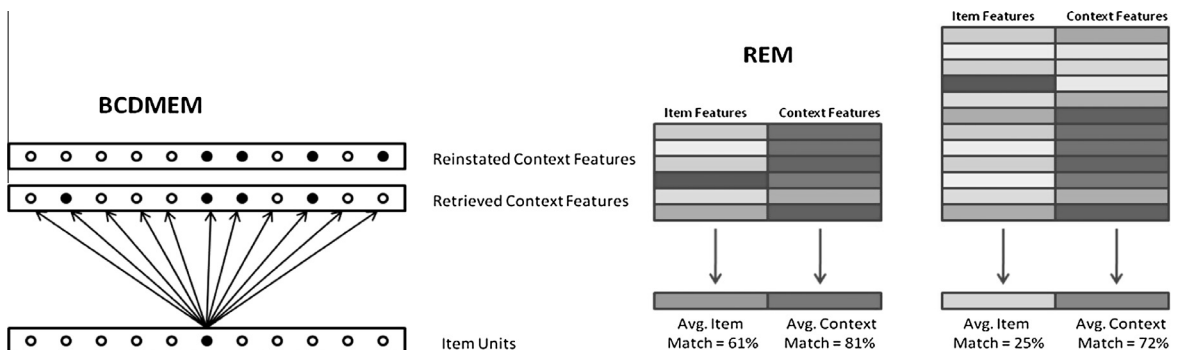 BCDMEM
Reinstated Context Features
Retrieved Context Features
Item Units
REM
Item Features
Context Features
Avg. Item
Match = 61%
Avg. Context
Match = 81%
Item Features
Context Features
Avg. Item
Match = 25%
Avg. Context
Match = 72%